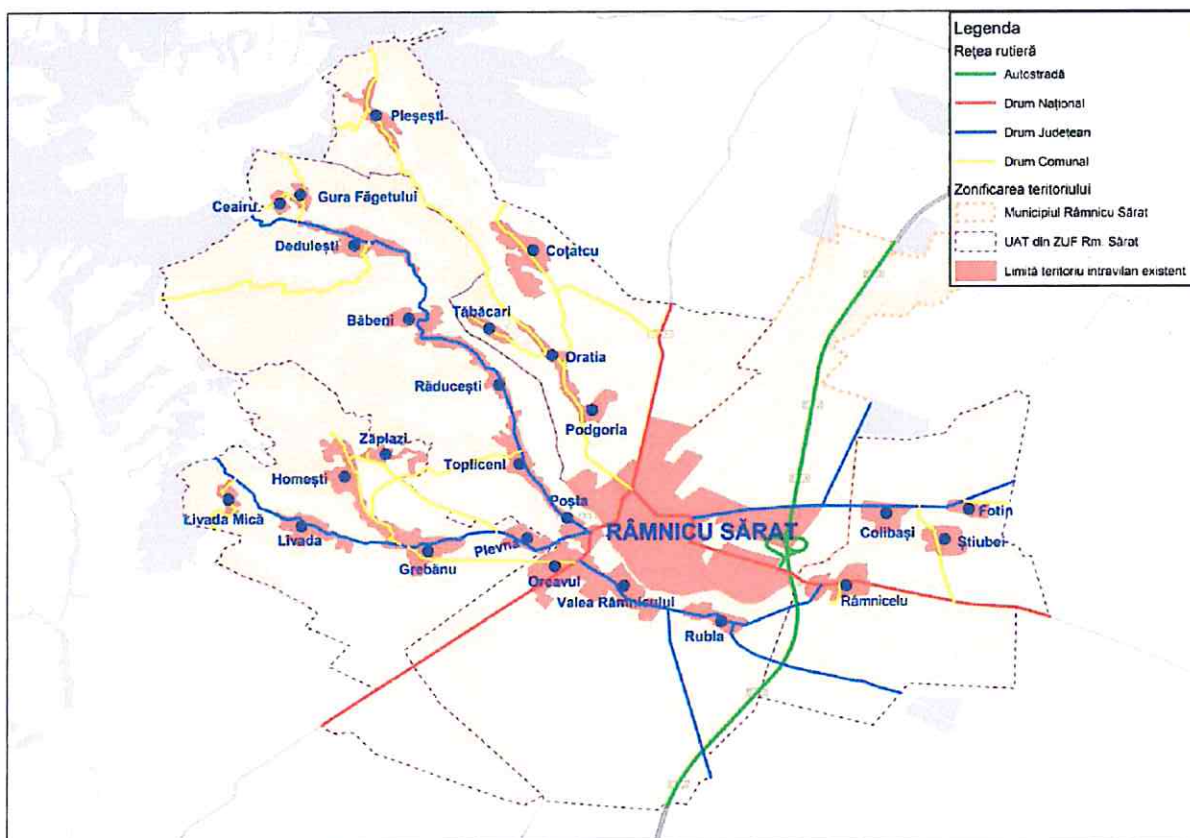 Legenda
Rețea rutieră
Autostradă
Drum Național
Drum Județean
Drum Comunal
Zonificarea teritoriului
Municipiul Râmnicu Sărat
UAT din ZUF Rm. Sărat
Limită teritoriu intravilan existent
Pleșești
Gura Făgetului
Ceairu
Dedulești
Coțatcu
Băbeni
Tăbăcari
Oratia
Răducești
Podgoria
Zăplazi
Topliceni
Homești
Poșta
Livada Mică
RÂMNICU SĂRAT
Fotin
Livada
Colibași
Știubei
Plevna
Grebănu
Oreavul
Valea Râmnicului
Râmnicelu
Rubla